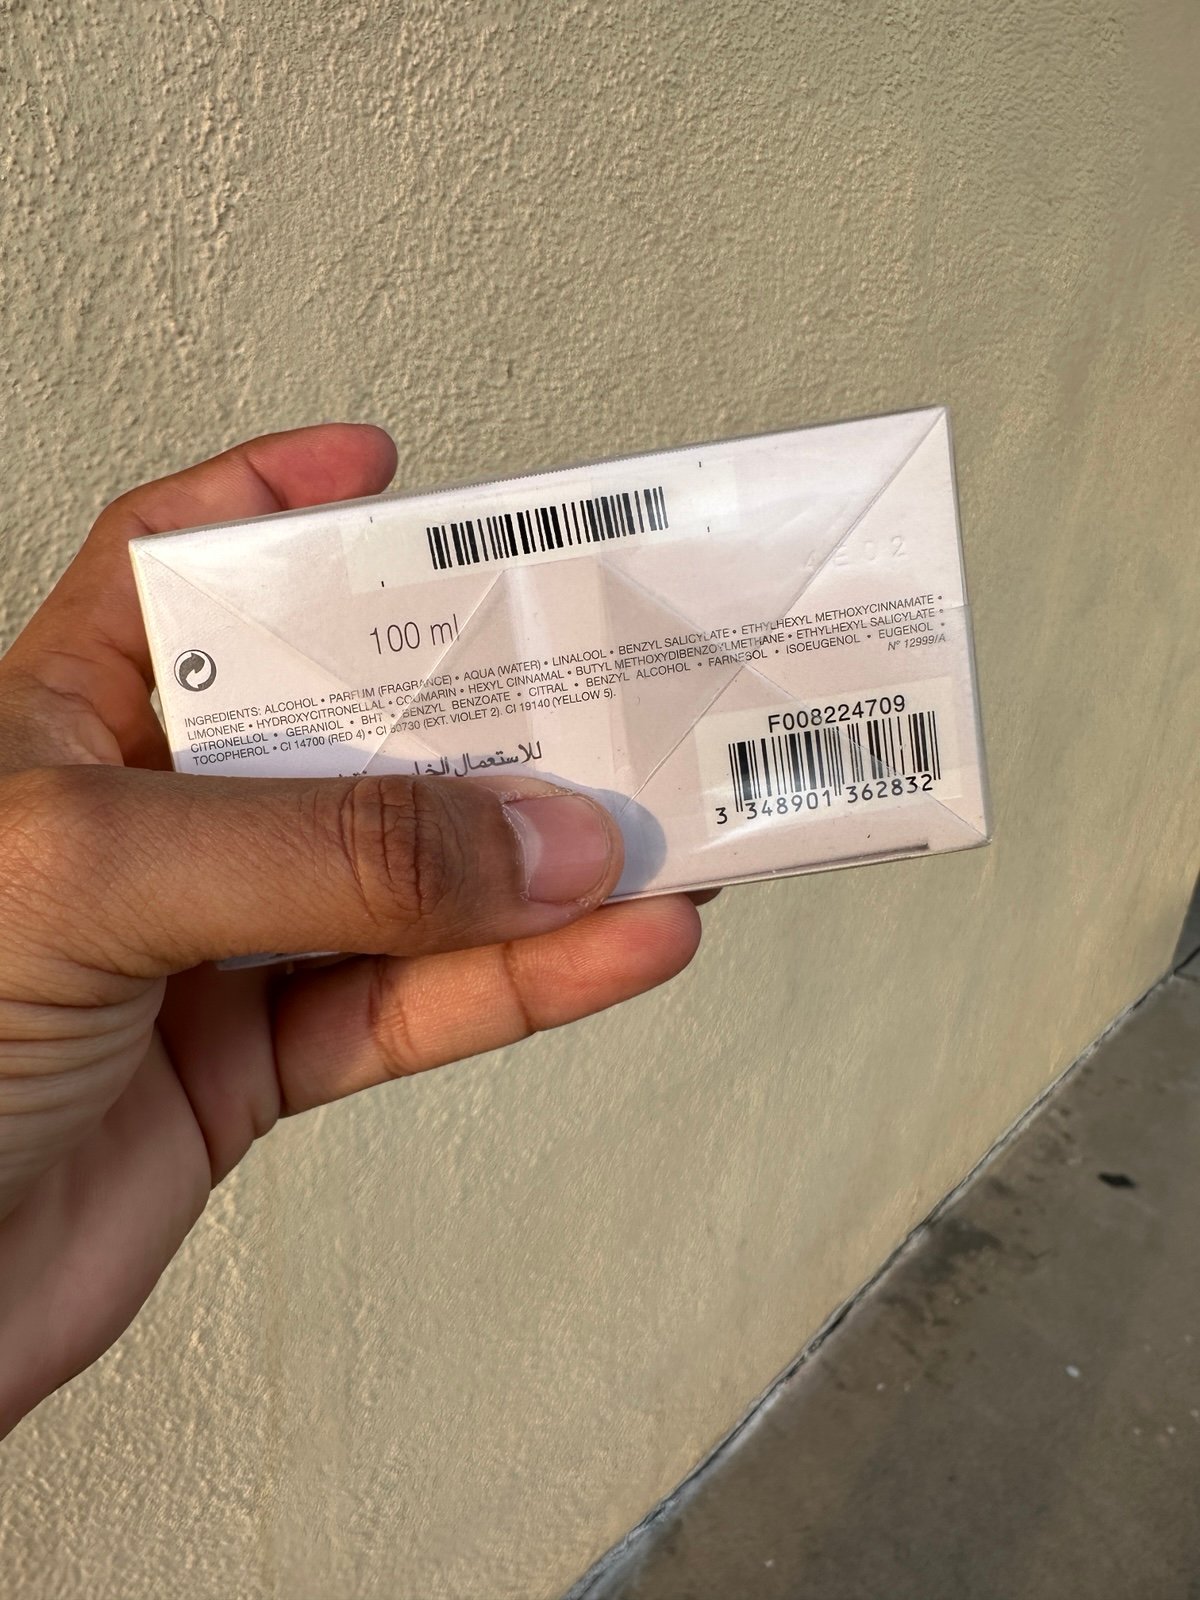 4E02
100 ml
INGREDIENTS: ALCOHOL • PARFUM (FRAGRANCE) • AQUA (WATER) • LINALOOL • BENZYL SALICYLATE • ETHYLHEXYL METHOXYCINNAMATE •
LIMONENE • HYDROXYCITRONELLAL • COUMARIN • HEXYL CINNAMAL • BUTYL METHOXYDIBENZOYLMETHANE • ETHYLHEXYL SALICYLATE •
CITRONELLOL • GERANIOL • BHT • BENZYL BENZOATE • CITRAL • BENZYL ALCOHOL • FARNESOL • ISOEUGENOL • EUGENOL •
TOCOPHEROL • CI 14700 (RED 4) • CI 60730 (EXT. VIOLET 2). CI 19140 (YELLOW 5).
N° 12999/A
للاستعمال
F008224709
3 348901 362832